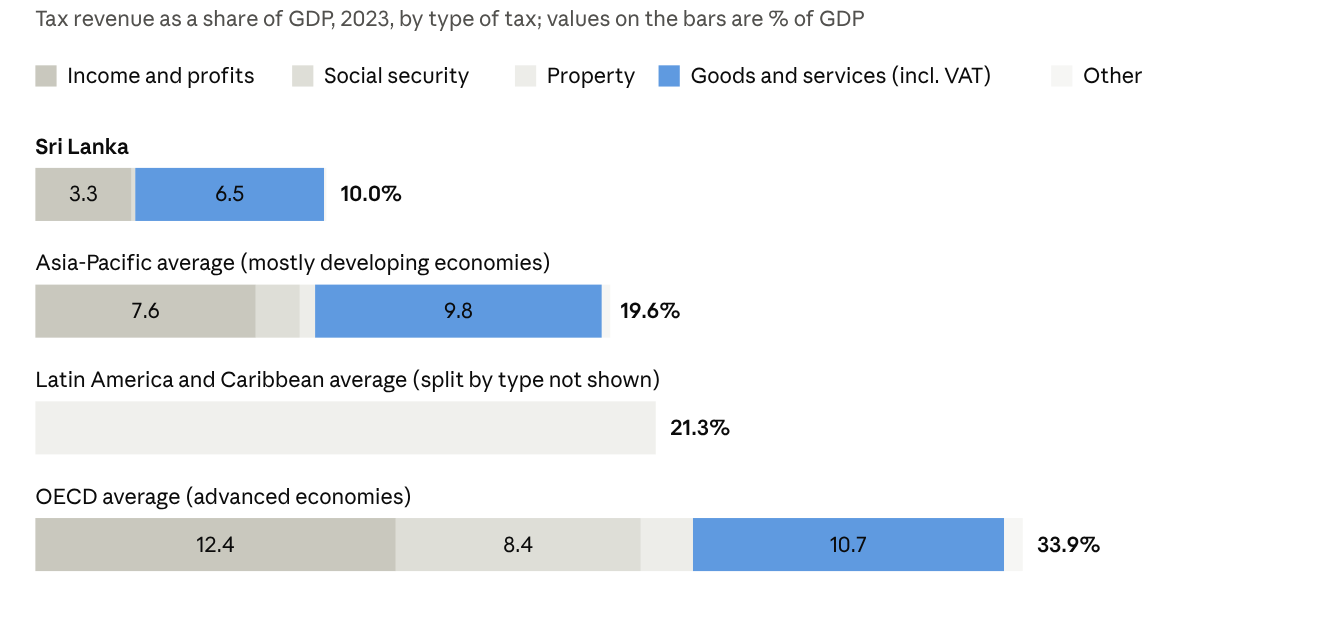 Tax revenue as a share of GDP, 2023, by type of tax; values on the bars are % of GDP
Income and profits Social security Property Goods and services (incl. VAT) Other
Sri Lanka
3.3 6.5 10.0%
Asia-Pacific average (mostly developing economies)
7.6 9.8 19.6%
Latin America and Caribbean average (split by type not shown)
21.3%
OECD average (advanced economies)
12.4 8.4 10.7 33.9%